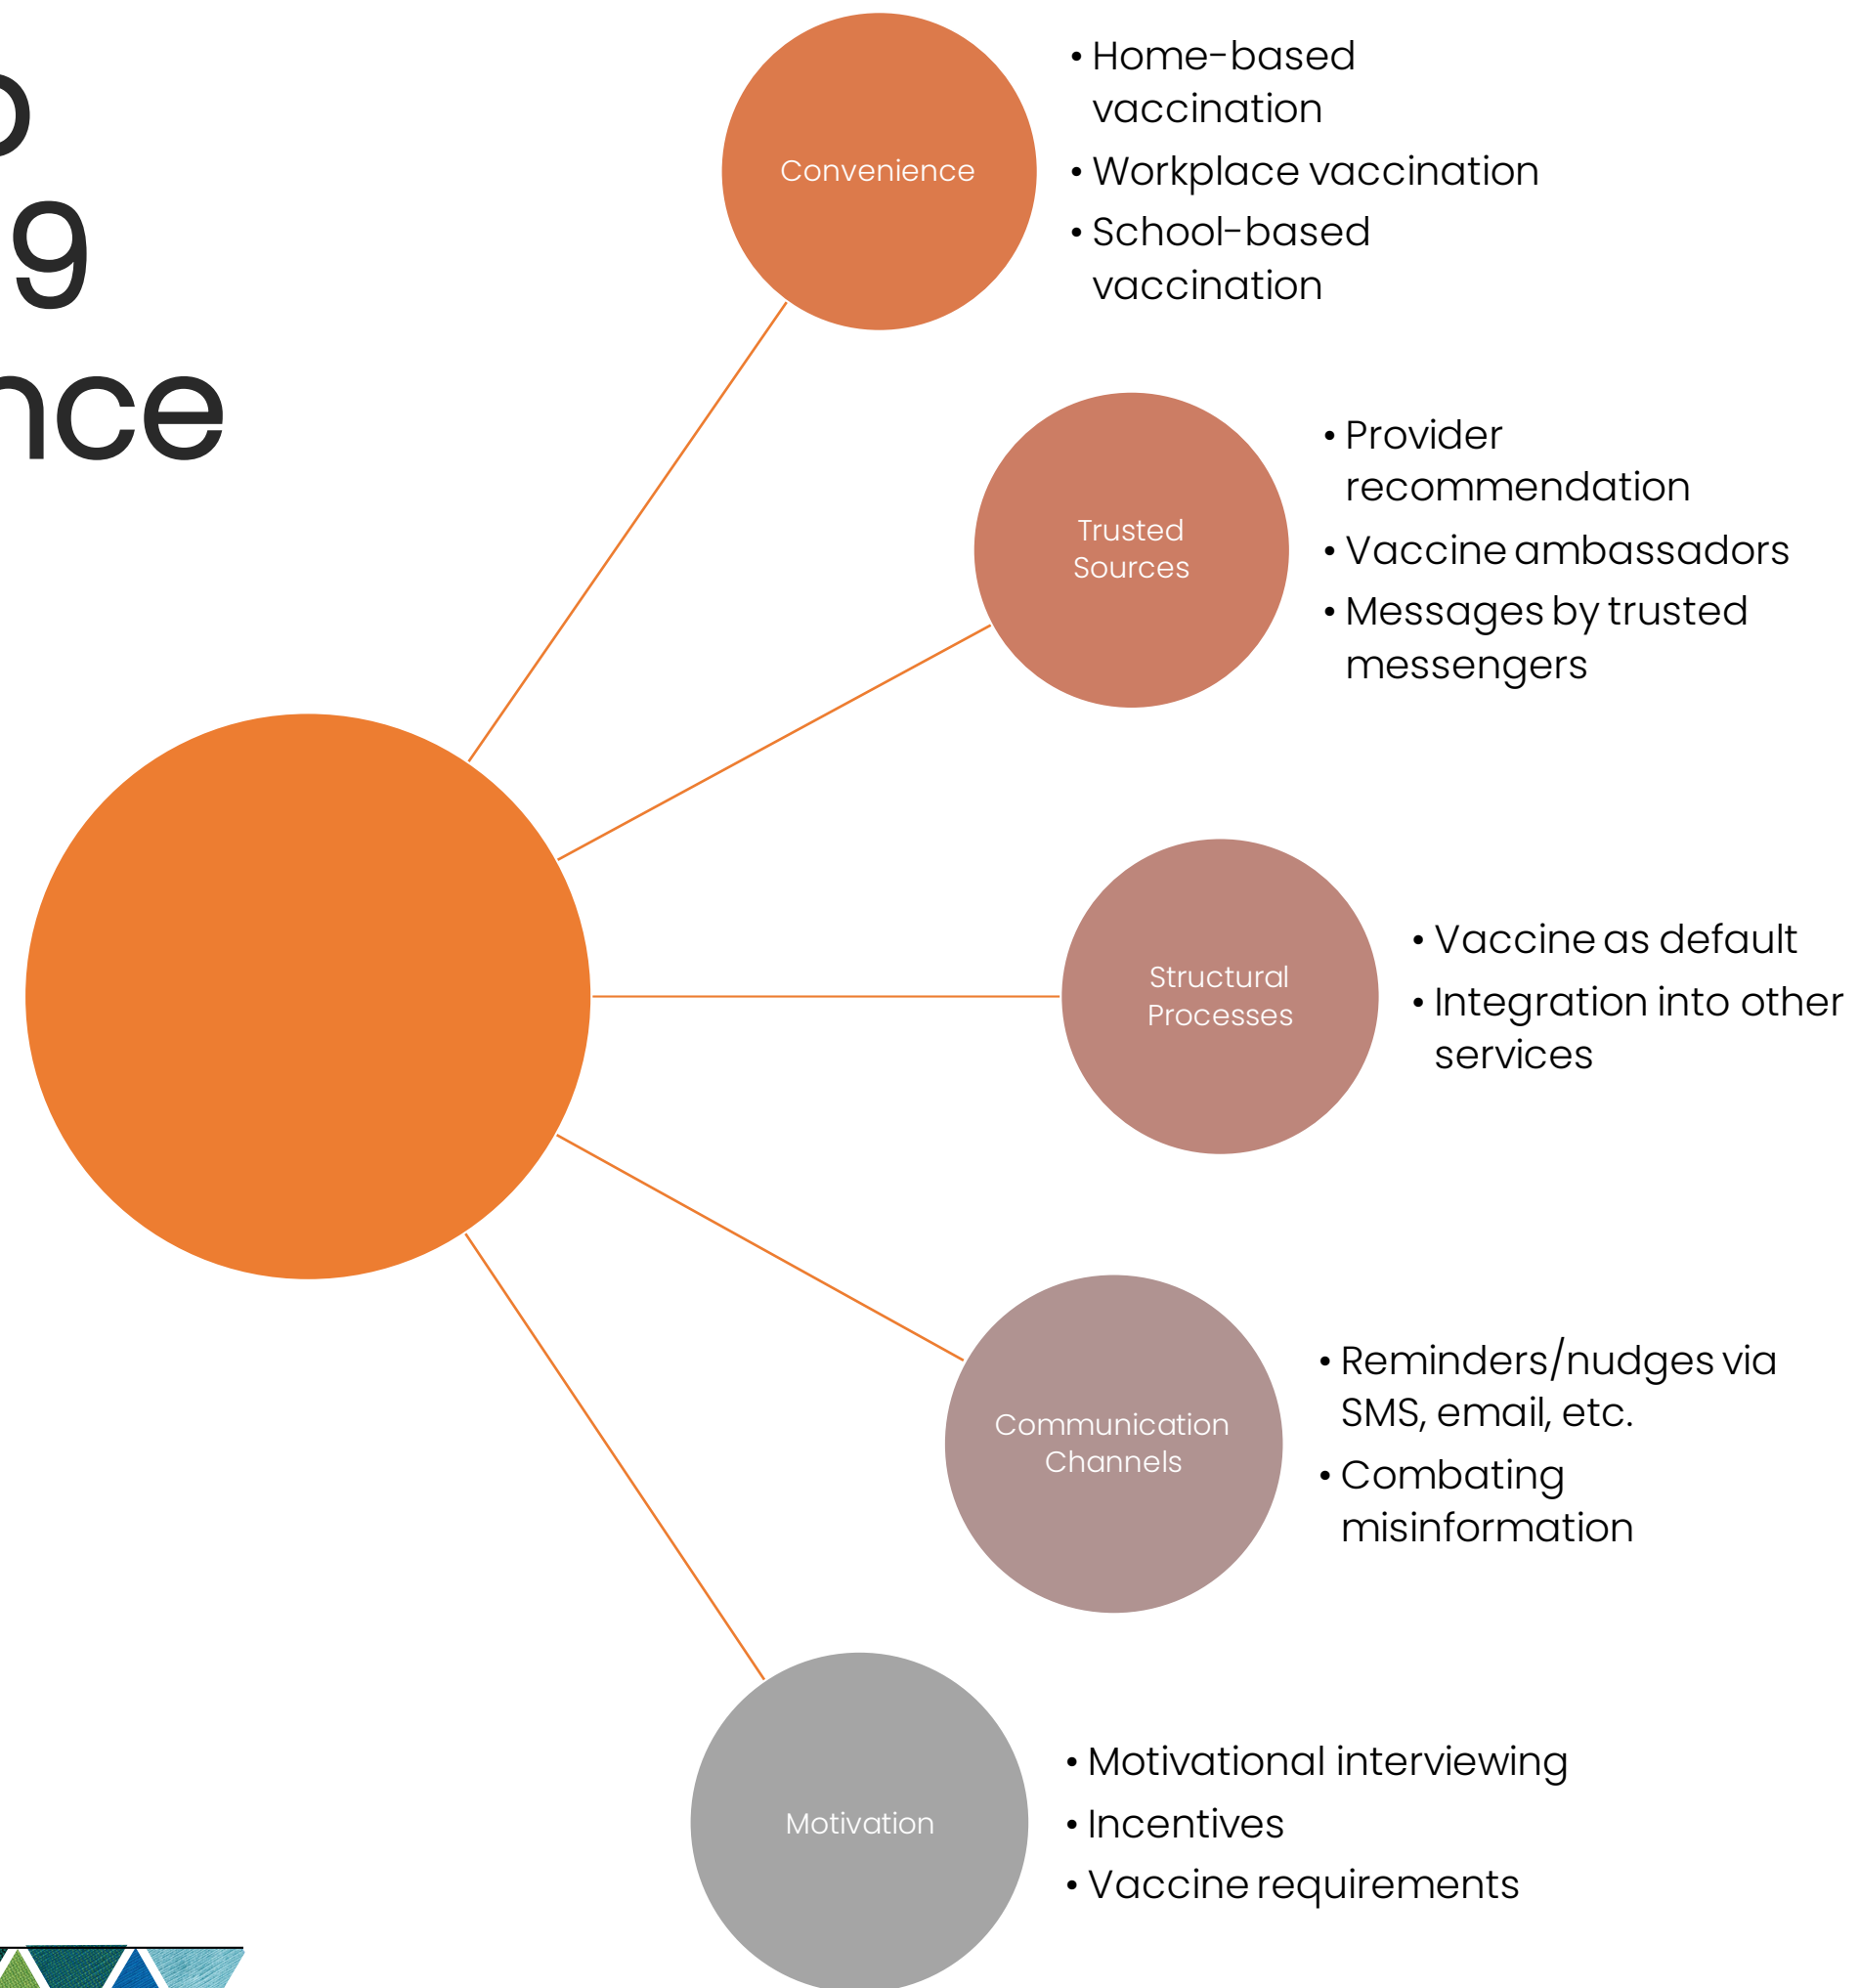 o
9
nce
Convenience
• Home-based
vaccination
• Workplace vaccination
• School-based
vaccination
Trusted
Sources
• Provider
recommendation
• Vaccine ambassadors
• Messages by trusted
messengers
Structural
Processes
• Vaccine as default
• Integration into other
services
Communication
Channels
• Reminders/nudges via
SMS, email, etc.
• Combating
misinformation
Motivation
• Motivational interviewing
• Incentives
• Vaccine requirements